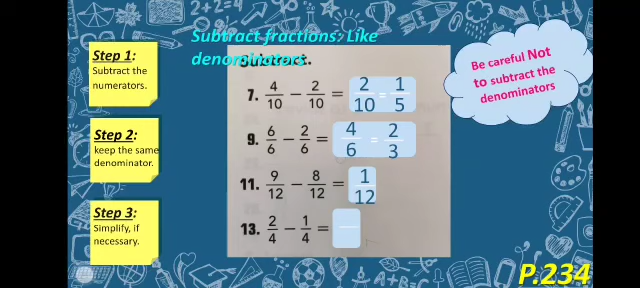 Subtract fractions: Like
denominators
Step 1:
Subtract the
numerators.
Step 2:
keep the same
denominator.
Step 3:
Simplify, if
necessary.
7. 4/10 − 2/10 = 2/10 = 1/5
9. 6/6 − 2/6 = 4/6 = 2/3
11. 9/12 − 8/12 = 1/12
13. 2/4 − 1/4 =
Be careful Not
to subtract the
denominators
P.234